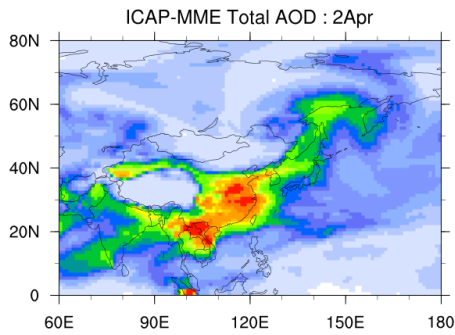 ICAP-MME Total AOD : 2Apr
80N
60N
40N
20N
0
60E 90E 120E 150E 180